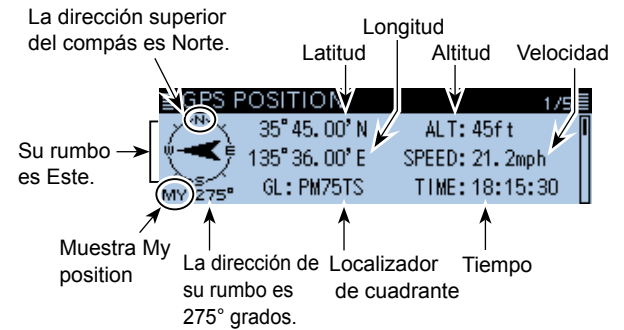 La dirección superior
del compás es Norte.
Longitud
Latitud
Altitud
Velocidad
GPS POSITION
1/5
N
W
E
S
35°45.00'N
ALT: 45ft
135°36.00'E
SPEED: 21.2mph
MY
275°
GL: PM75TS
TIME: 18:15:30
Su rumbo
es Este.
Muestra My
position
La dirección de
su rumbo es
275° grados.
Localizador
de cuadrante
Tiempo